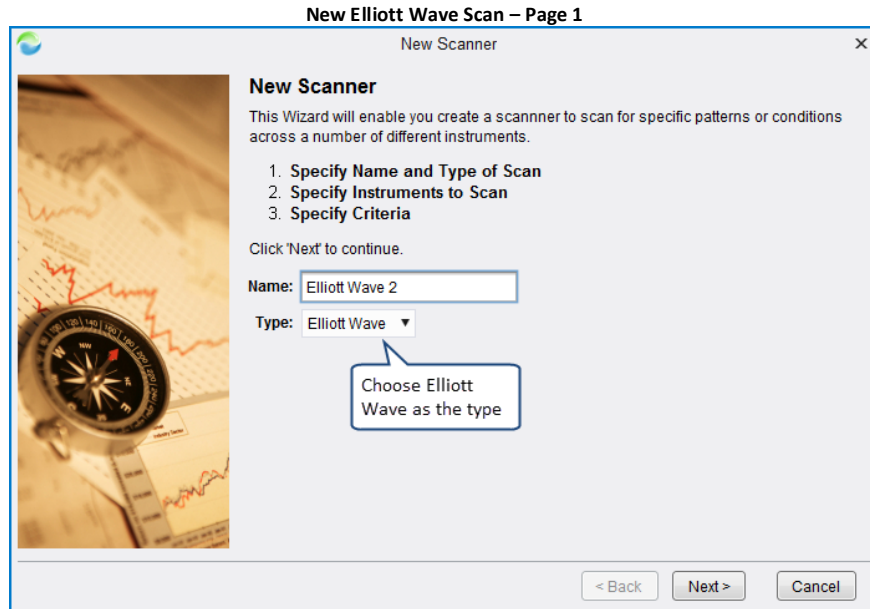 New Elliott Wave Scan – Page 1
New Scanner
New Scanner
This Wizard will enable you create a scannner to scan for specific patterns or conditions
across a number of different instruments.
1. Specify Name and Type of Scan
2. Specify Instruments to Scan
3. Specify Criteria
Click 'Next' to continue.
Name: Elliott Wave 2
Type: Elliott Wave
Choose Elliott
Wave as the type
< Back Next > Cancel